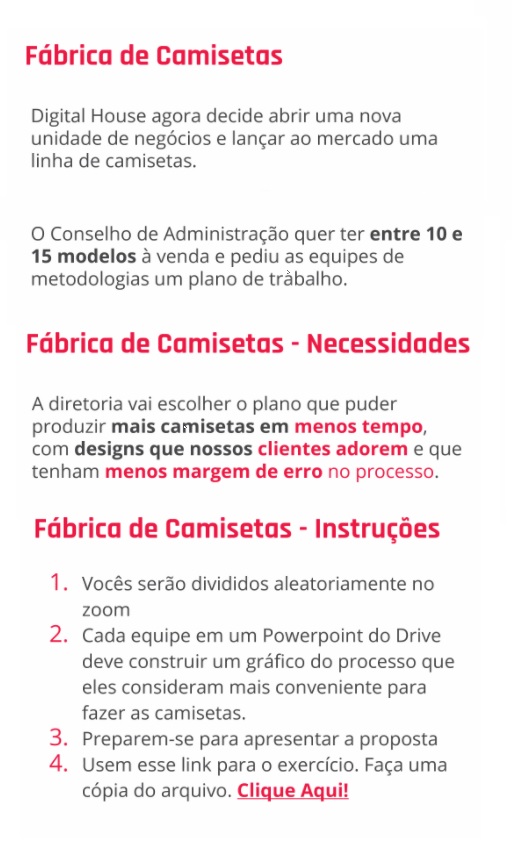 Fábrica de Camisetas
Digital House agora decide abrir uma nova
unidade de negócios e lançar ao mercado uma
linha de camisetas.
O Conselho de Administração quer ter entre 10 e
15 modelos à venda e pediu as equipes de
metodologias um plano de trabalho.
Fábrica de Camisetas - Necessidades
A diretoria vai escolher o plano que puder
produzir mais camisetas em menos tempo,
com designs que nossos clientes adorem e que
tenham menos margem de erro no processo.
Fábrica de Camisetas - Instruções
1. Vocês serão divididos aleatoriamente no
zoom
2. Cada equipe em um Powerpoint do Drive
deve construir um gráfico do processo que
eles consideram mais conveniente para
fazer as camisetas.
3. Preparem-se para apresentar a proposta
4. Usem esse link para o exercício. Faça uma
cópia do arquivo. Clique Aqui!